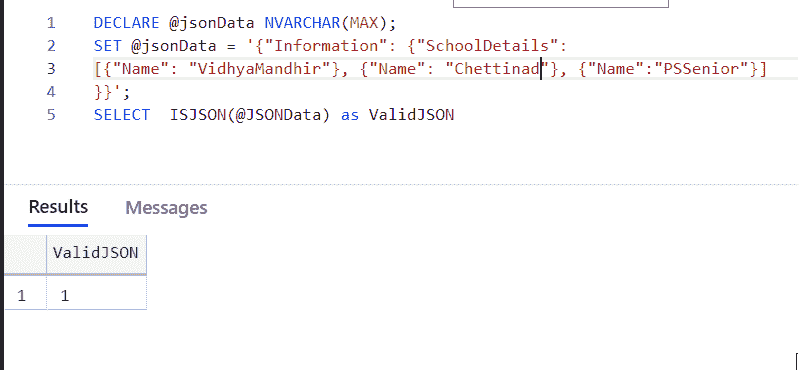 1 DECLARE @jsonData NVARCHAR(MAX);
2 SET @jsonData = '{"Information": {"SchoolDetails":
3 [{"Name": "VidhyaMandhir"}, {"Name": "Chettinad"}, {"Name":"PSSenior"}]
4 }}';
5 SELECT  ISJSON(@JSONData) as ValidJSON
Results Messages
ValidJSON
1 1